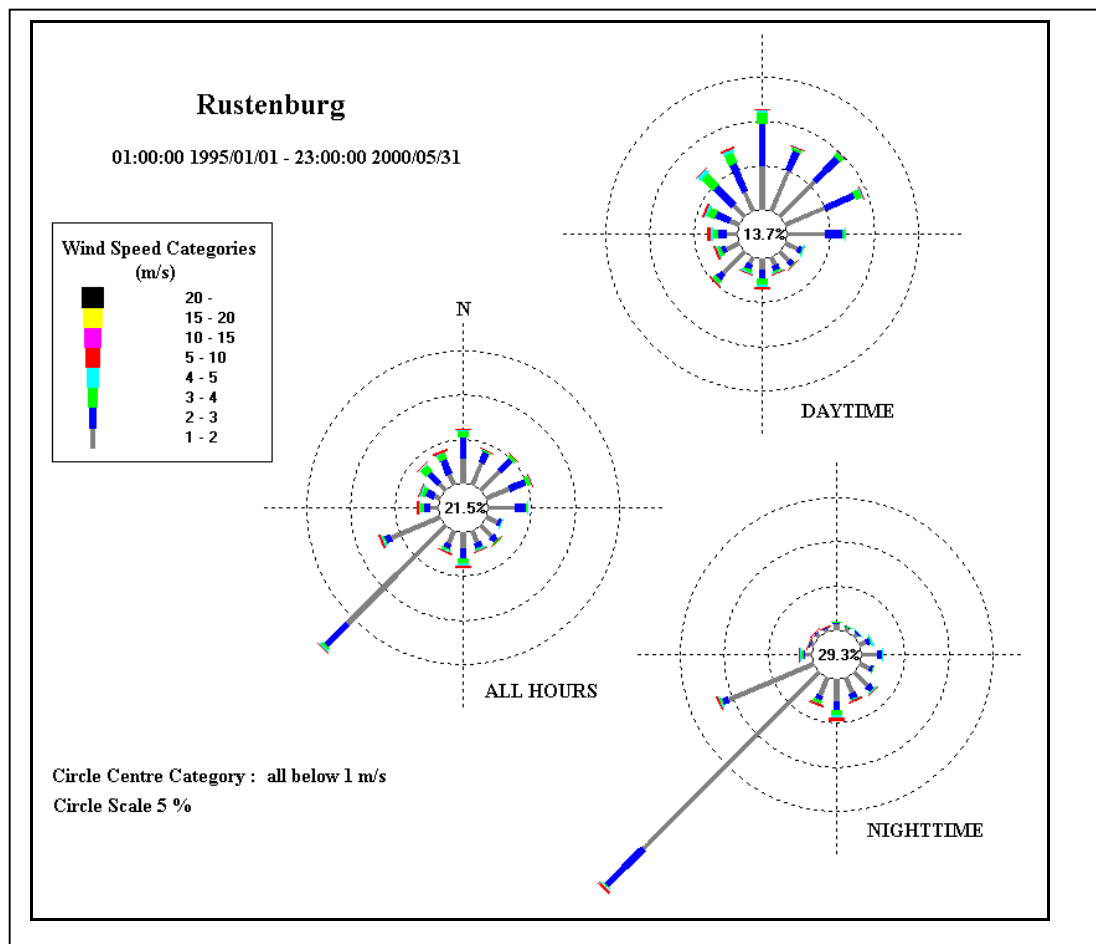 Rustenburg
01:00:00 1995/01/01 - 23:00:00 2000/05/31
Wind Speed Categories
(m/s)
20 -
15 - 20
10 - 15
5 - 10
4 - 5
3 - 4
2 - 3
1 - 2
13.7%
DAYTIME
N
21.5%
ALL HOURS
29.3%
NIGHTTIME
Circle Centre Category : all below 1 m/s
Circle Scale 5 %